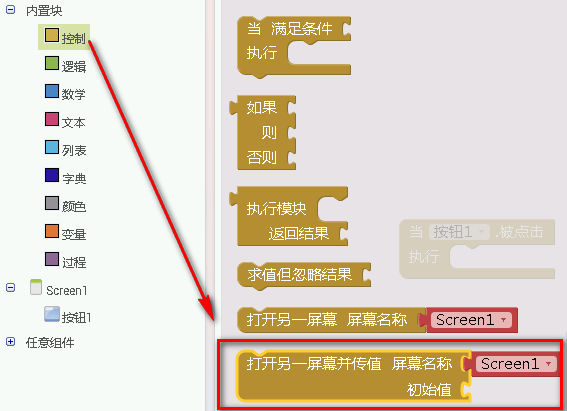 内置块
控制
逻辑
数学
文本
列表
字典
颜色
变量
过程
Screen1
按钮1
任意组件
当 满足条件
执行
如果
则
否则
执行模块
返回结果
当 按钮1 .被点击
执行
求值但忽略结果
打开另一屏幕 屏幕名称 Screen1
打开另一屏幕并传值 屏幕名称 Screen1
初始值